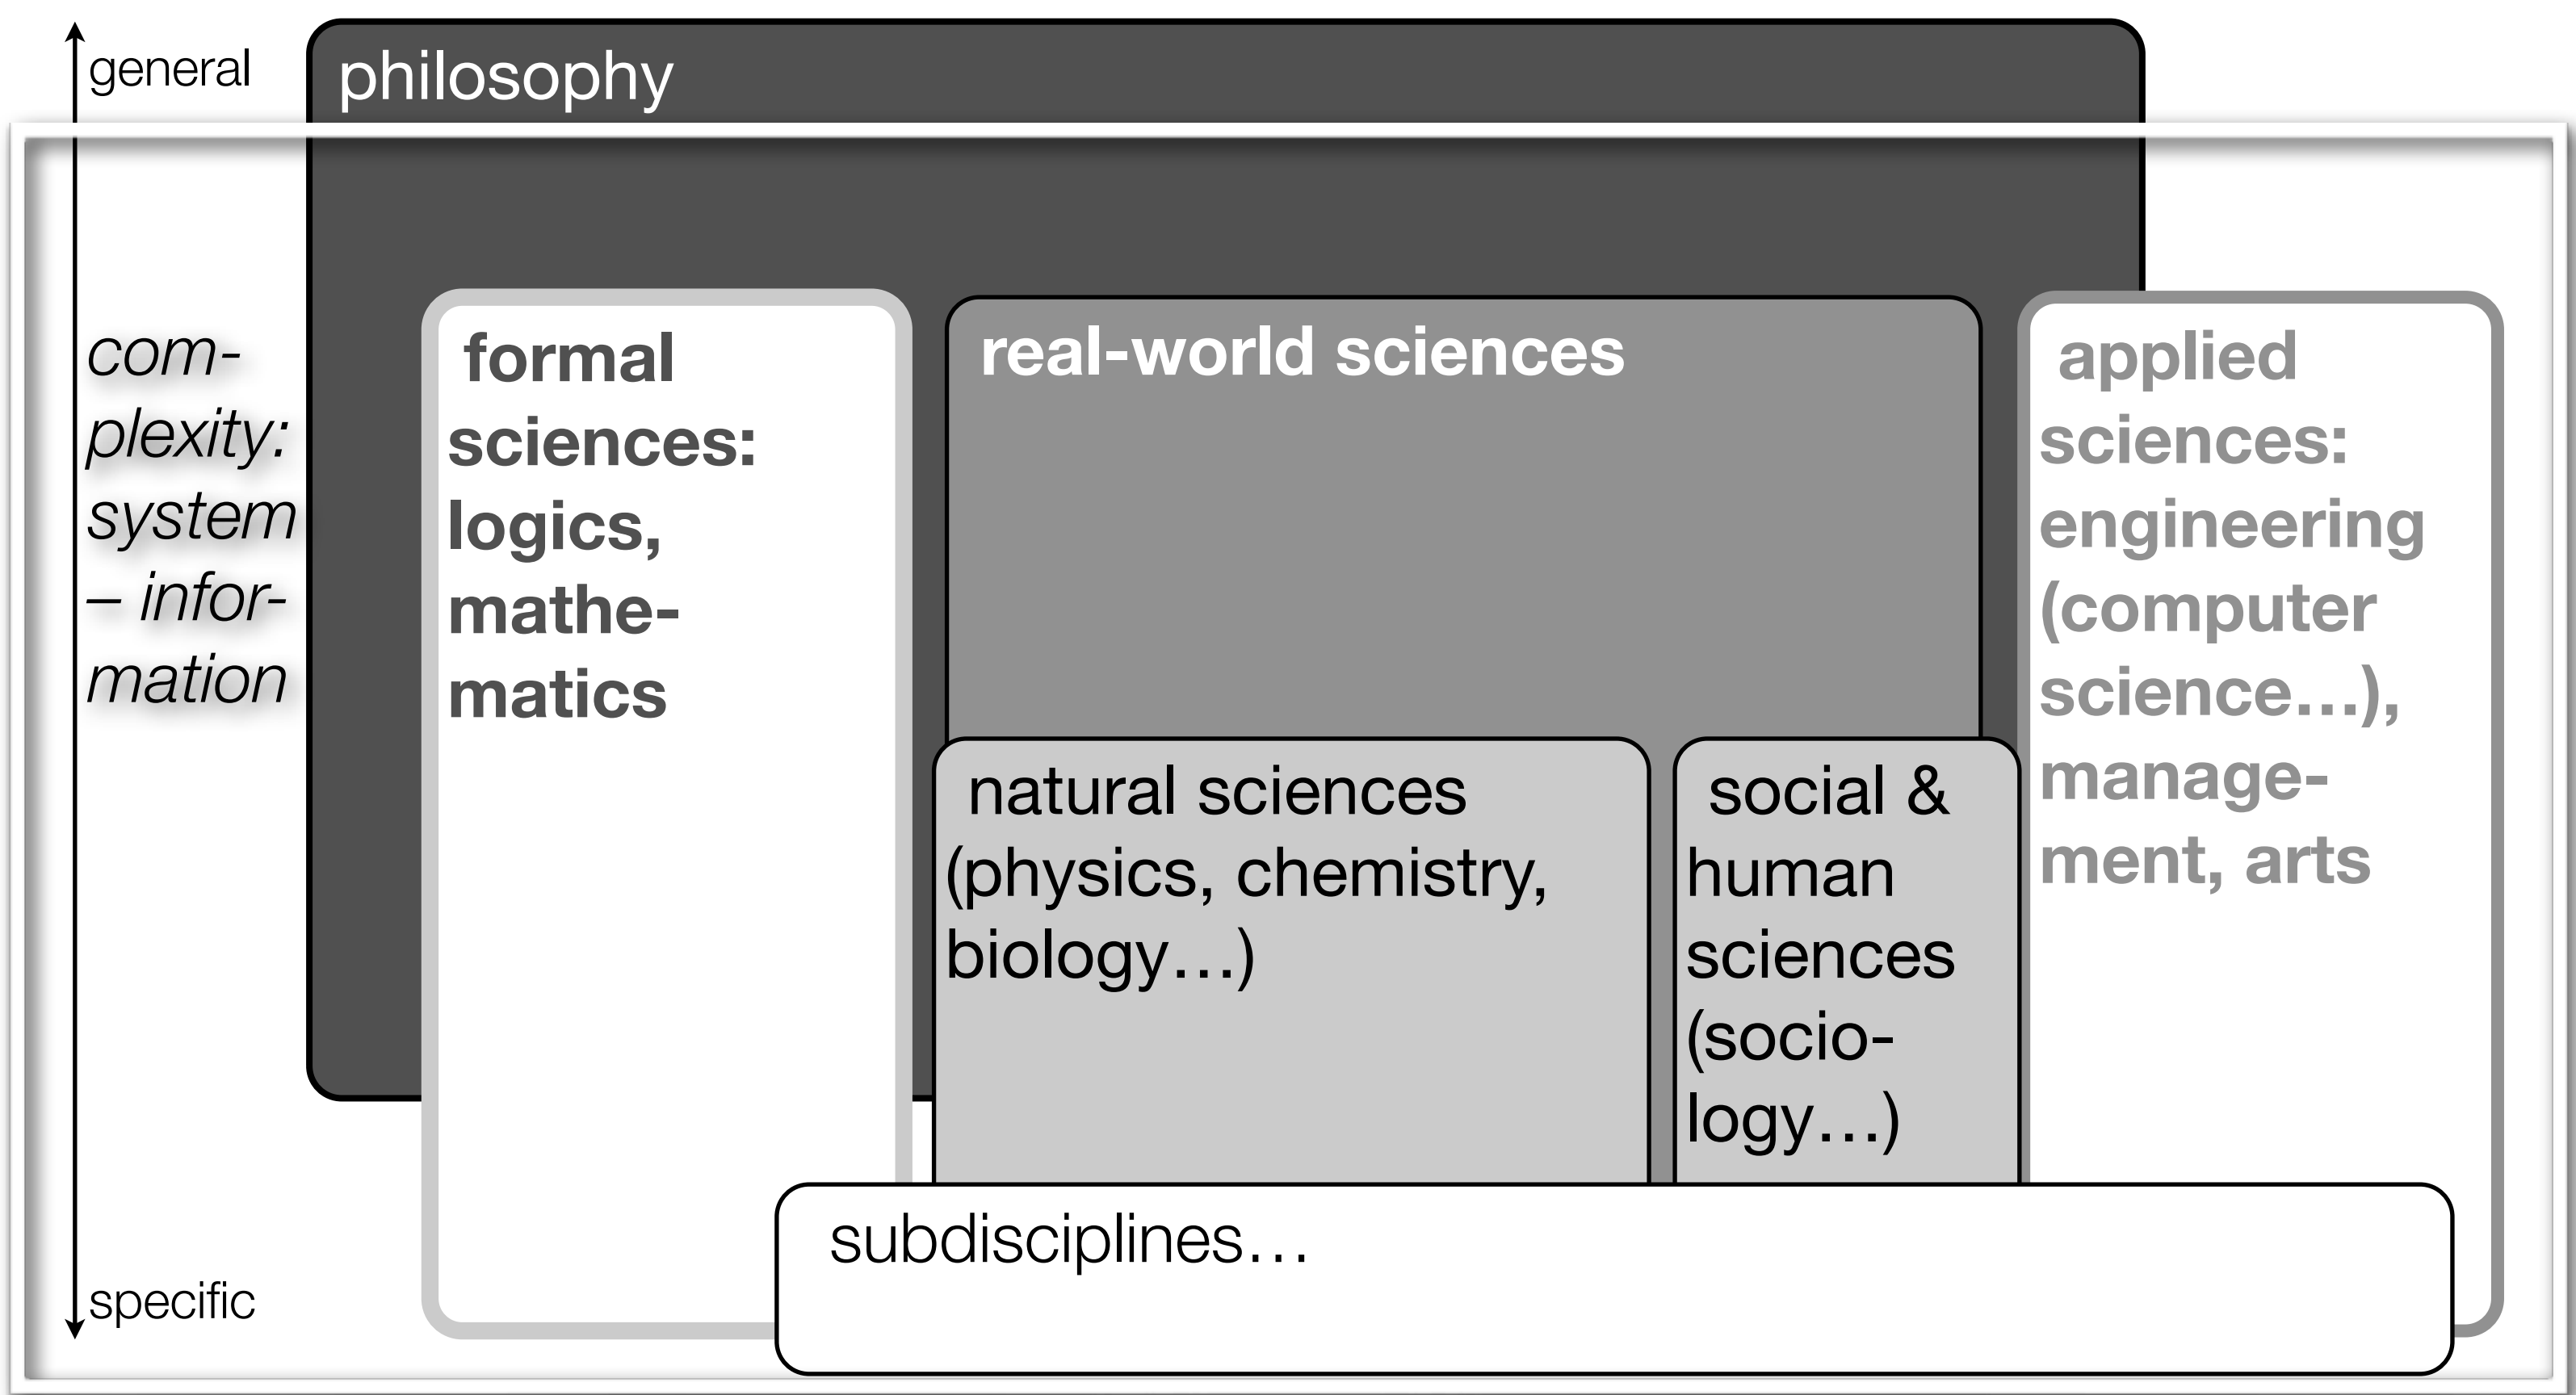 general
philosophy
com-
plexity:
system
– infor-
mation
formal
sciences:
logics,
mathe-
matics
real-world sciences
applied
sciences:
engineering
(computer
science…),
manage-
ment, arts
natural sciences
(physics, chemistry,
biology…)
social &
human
sciences
(socio-
logy…)
subdisciplines…
specific